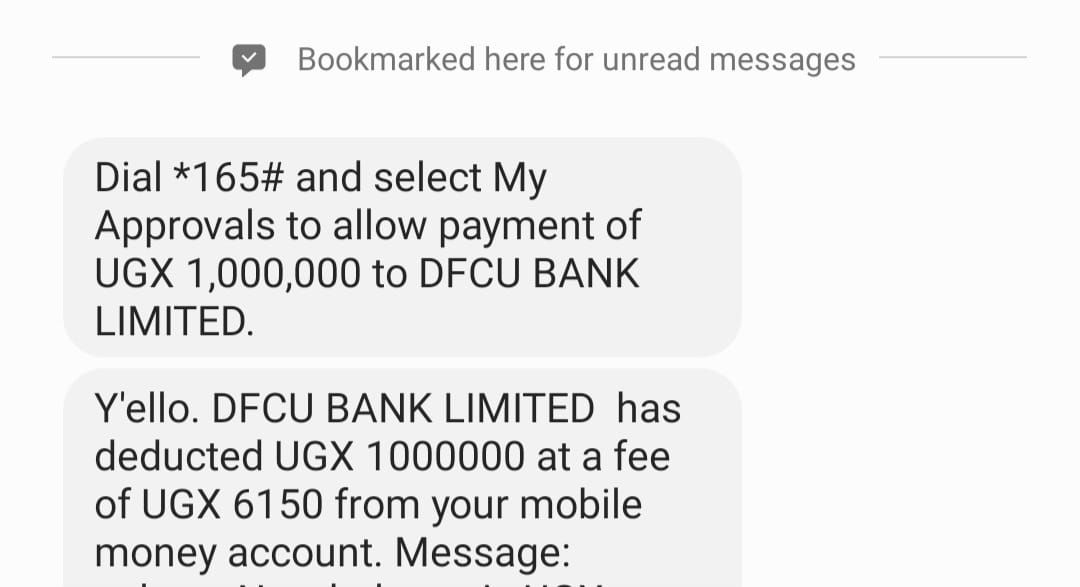 Bookmarked here for unread messages
Dial *165# and select My
Approvals to allow payment of
UGX 1,000,000 to DFCU BANK
LIMITED.
Y'ello. DFCU BANK LIMITED  has
deducted UGX 1000000 at a fee
of UGX 6150 from your mobile
money account. Message: